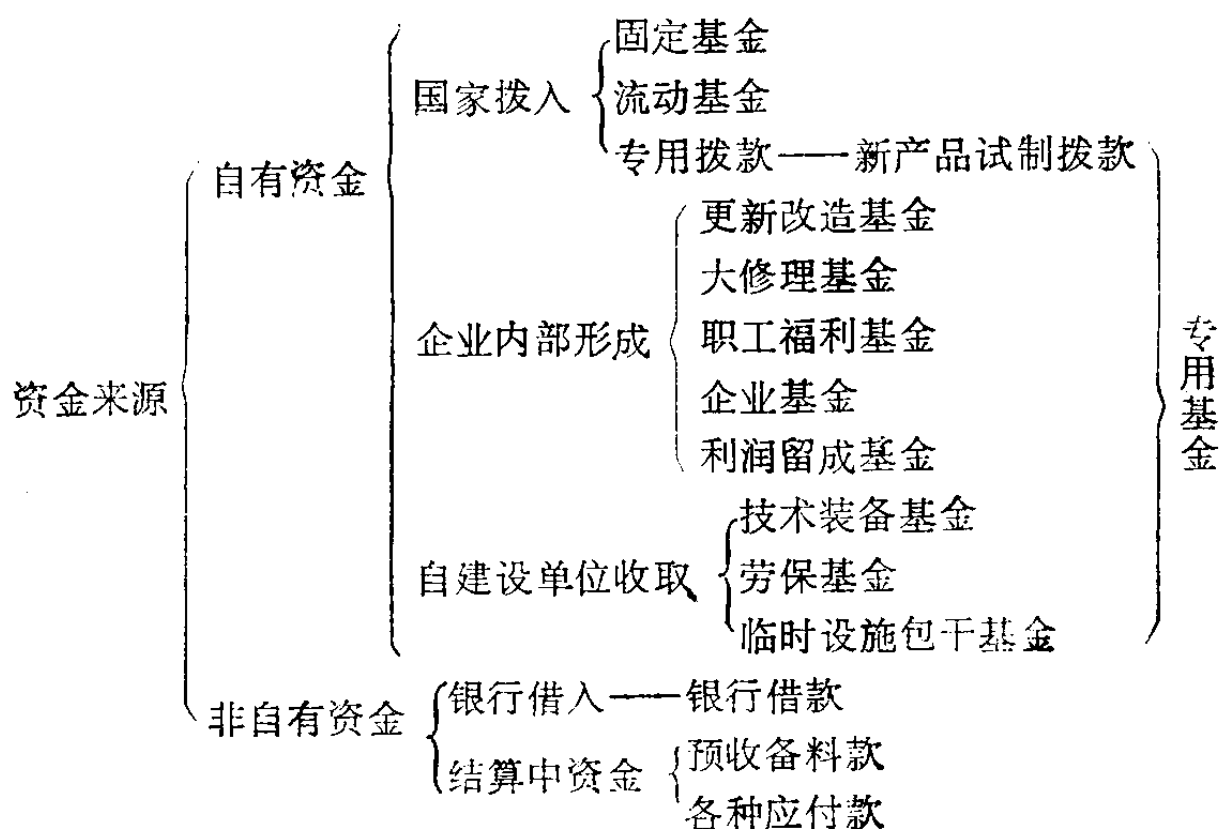 固定基金
国家拨入
流动基金
专用拨款——新产品试制拨款
自有资金
更新改造基金
大修理基金
企业内部形成
职工福利基金
企业基金
利润留成基金
专用基金
资金来源
技术装备基金
自建设单位收取
劳保基金
临时设施包干基金
非自有资金
银行借入——银行借款
结算中资金
预收备料款
各种应付款